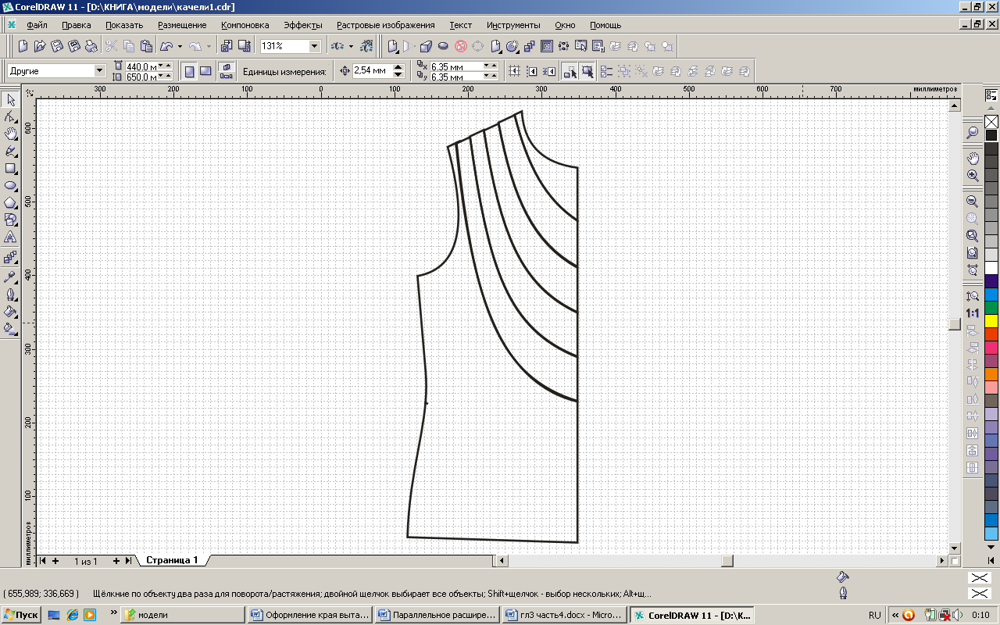 CorelDRAW 11 - [D:\КНИГА\модели\качели1.cdr]
Файл Правка Показать Размещение Компоновка Эффекты Растровые изображения Текст Инструменты Окно Помощь
131%
Другие 440.0 м 650.0 м Единицы измерения: 2,54 мм x 6.35 мм y 6.35 мм
300 200 100 0 100 200 300 400 500 600 700 миллиметров
600
500
400
300
200
100
миллиметров
1:1
1 из 1 Страница 1
( 655,989; 336,669 ) Щёлкние по объекту два раза для поворота/растяжения; двойной щелчок выбирает все объекты; Shift+щелчок - выбор нескольких; Alt+щ...
Пуск » модели Оформление края выта... Параллельное расшире... гл3 часть4.docx - Micro... CorelDRAW 11 - [D:\К... RU « 0:10